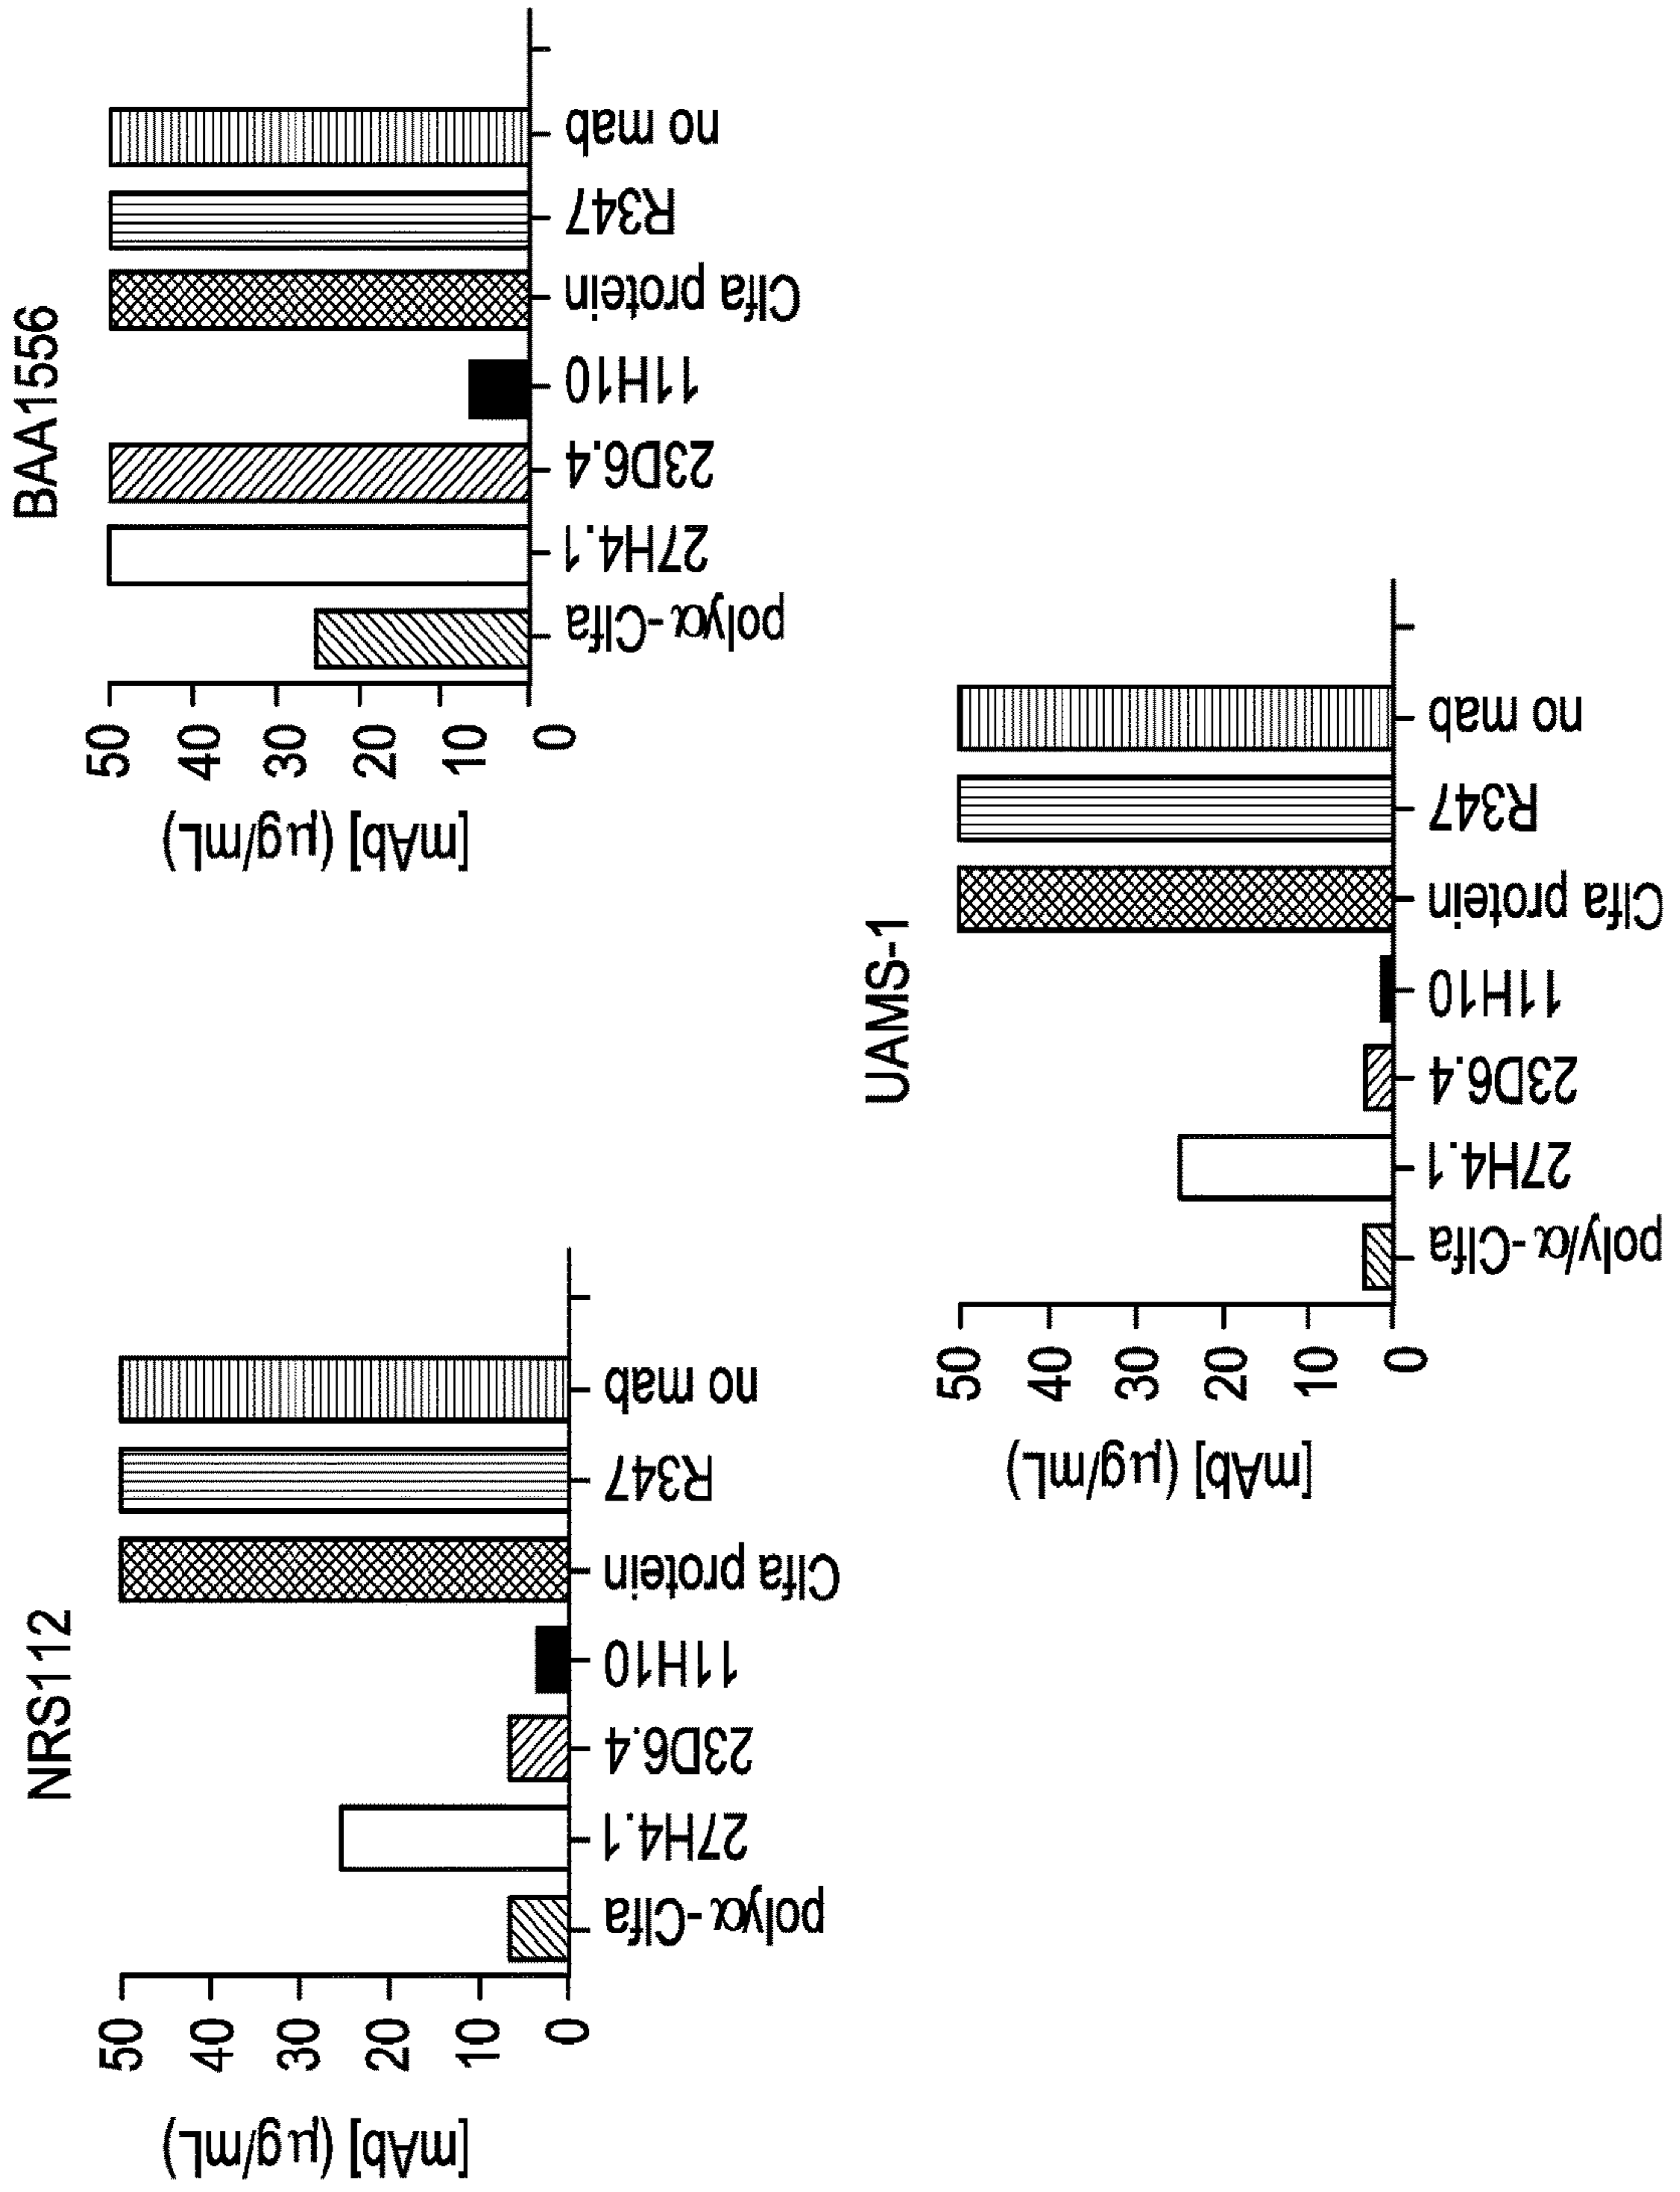 NRS112
[mAb] (µg/mL)
50
40
30
20
10
0
polyα-Clfa
27H4.1
23D6.4
11H10
Clfa protein
R347
no mab
BAA1556
[mAb] (µg/mL)
50
40
30
20
10
0
polyα-Clfa
27H4.1
23D6.4
11H10
Clfa protein
R347
no mab
UAMS-1
[mAb] (µg/mL)
50
40
30
20
10
0
poly/α-Clfa
27H4.1
23D6.4
11H10
Clfa protein
R347
no mab